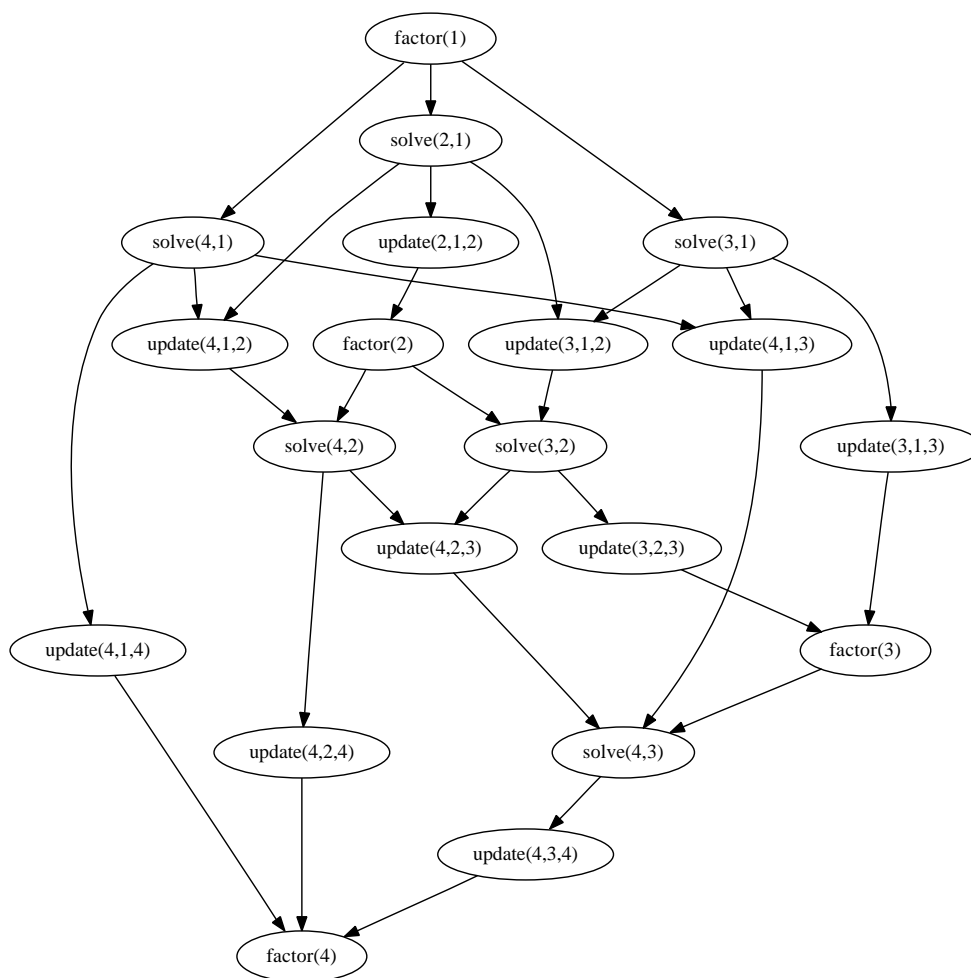 factor(1)
solve(2,1)
solve(4,1)
update(2,1,2)
solve(3,1)
update(4,1,2)
factor(2)
update(3,1,2)
update(4,1,3)
solve(4,2)
solve(3,2)
update(3,1,3)
update(4,2,3)
update(3,2,3)
update(4,1,4)
factor(3)
update(4,2,4)
solve(4,3)
update(4,3,4)
factor(4)